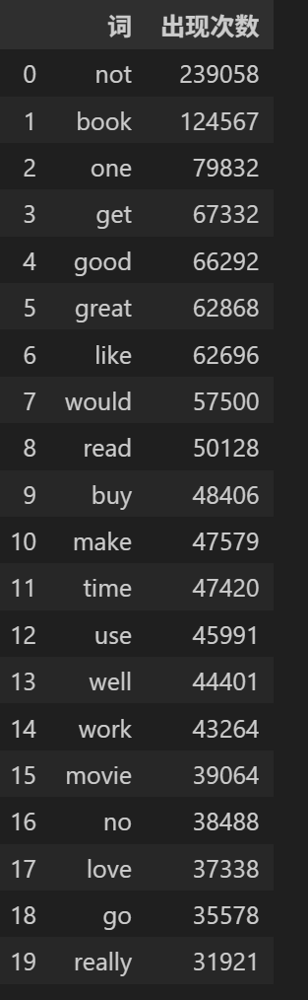 词 出现次数
0 not 239058
1 book 124567
2 one 79832
3 get 67332
4 good 66292
5 great 62868
6 like 62696
7 would 57500
8 read 50128
9 buy 48406
10 make 47579
11 time 47420
12 use 45991
13 well 44401
14 work 43264
15 movie 39064
16 no 38488
17 love 37338
18 go 35578
19 really 31921